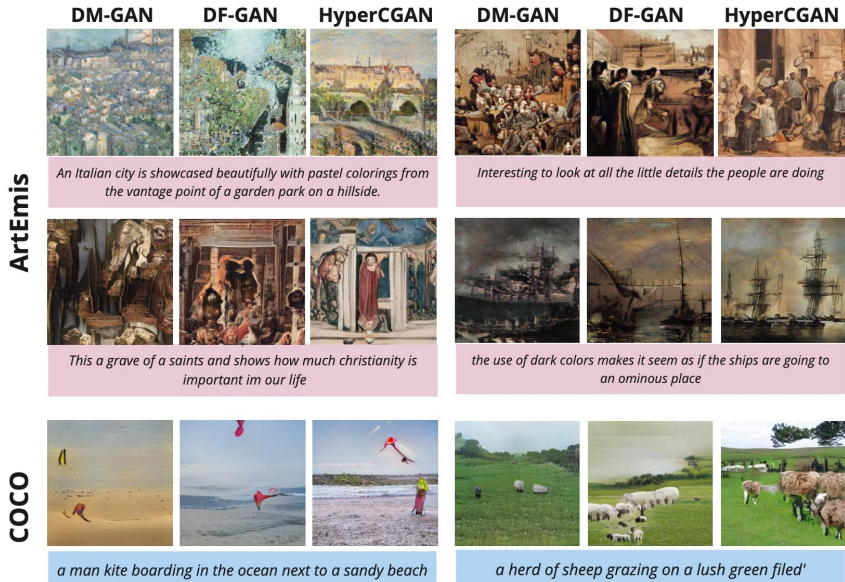 DM-GAN DF-GAN HyperCGAN DM-GAN DF-GAN HyperCGAN
ArtEmis
An Italian city is showcased beautifully with pastel colorings from
the vantage point of a garden park on a hillside.
Interesting to look at all the little details the people are doing
This a grave of a saints and shows how much christianity is
important im our life
the use of dark colors makes it seem as if the ships are going to
an ominous place
COCO
a man kite boarding in the ocean next to a sandy beach
a herd of sheep grazing on a lush green filed'